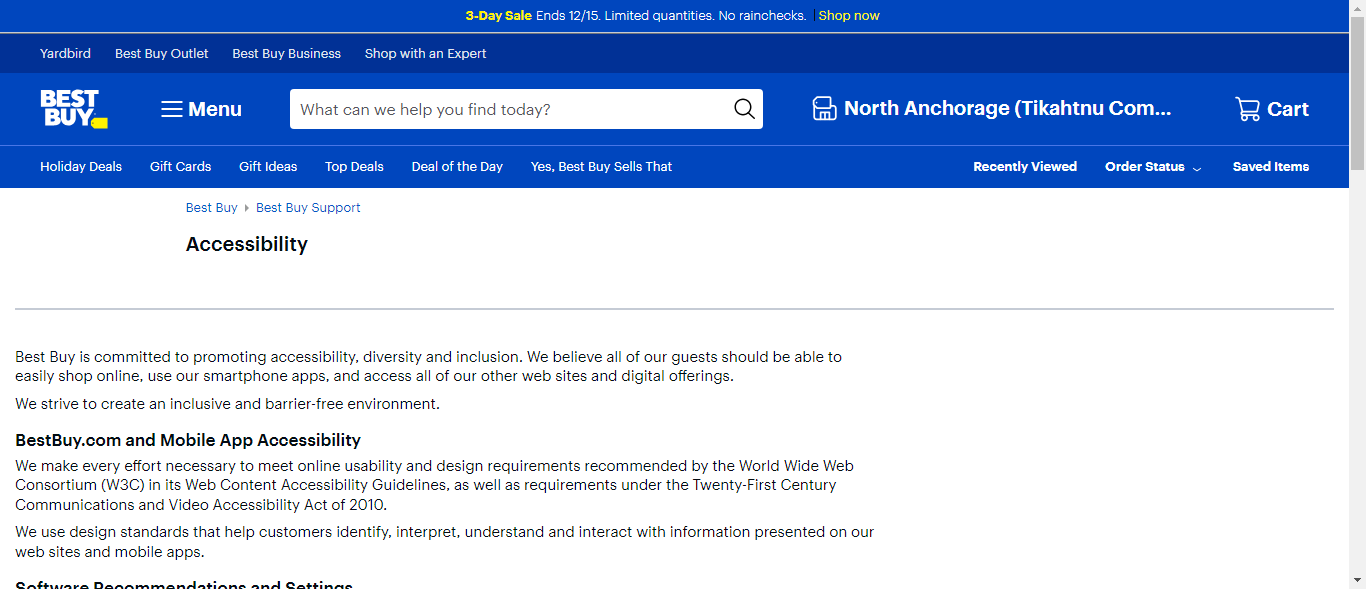 3-Day Sale Ends 12/15. Limited quantities. No rainchecks. | Shop now
Yardbird Best Buy Outlet Best Buy Business Shop with an Expert
BEST BUY
Menu
What can we help you find today?
North Anchorage (Tikahtnu Com...
Cart
Holiday Deals Gift Cards Gift Ideas Top Deals Deal of the Day Yes, Best Buy Sells That Recently Viewed Order Status Saved Items
Best Buy Best Buy Support
Accessibility
Best Buy is committed to promoting accessibility, diversity and inclusion. We believe all of our guests should be able to
easily shop online, use our smartphone apps, and access all of our other web sites and digital offerings.
We strive to create an inclusive and barrier-free environment.
BestBuy.com and Mobile App Accessibility
We make every effort necessary to meet online usability and design requirements recommended by the World Wide Web
Consortium (W3C) in its Web Content Accessibility Guidelines, as well as requirements under the Twenty-First Century
Communications and Video Accessibility Act of 2010.
We use design standards that help customers identify, interpret, understand and interact with information presented on our
web sites and mobile apps.
Software Recommendations and Settings